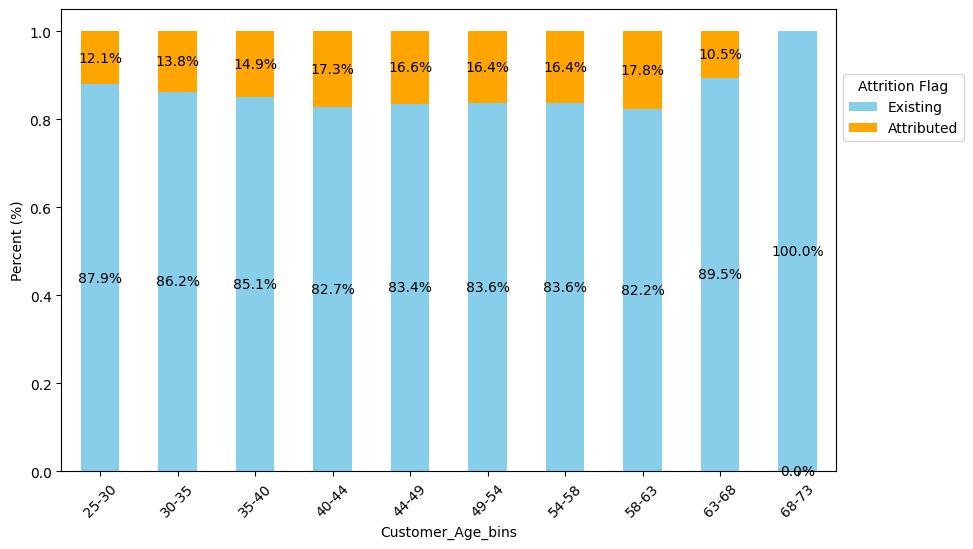 1.0
0.8
0.6
0.4
0.2
0.0
Percent (%)
12.1% 13.8% 14.9% 17.3% 16.6% 16.4% 16.4% 17.8% 10.5%
87.9% 86.2% 85.1% 82.7% 83.4% 83.6% 83.6% 82.2% 89.5% 100.0%
0.0%
25-30 30-35 35-40 40-44 44-49 49-54 54-58 58-63 63-68 68-73
Customer_Age_bins
Attrition Flag
Existing
Attributed